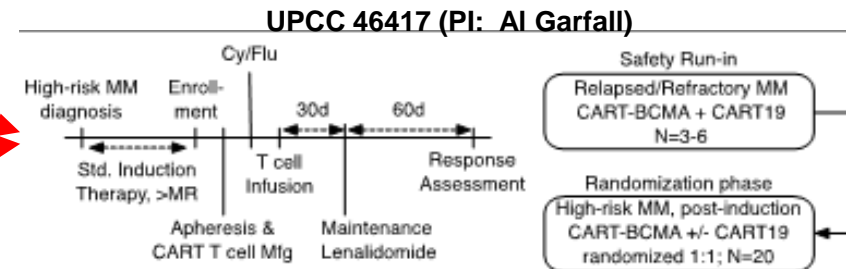 UPCC 46417 (PI: Al Garfall)
Cy/Flu
High-risk MM
diagnosis
Enroll-
ment
30d
60d
Std. Induction
Therapy, >MR
T cell
Infusion
Response
Assessment
Apheresis &
CART T cell Mfg
Maintenance
Lenalidomide
Safety Run-in
Relapsed/Refractory MM
CART-BCMA + CART19
N=3-6
Randomization phase
High-risk MM, post-induction
CART-BCMA +/- CART19
randomized 1:1; N=20